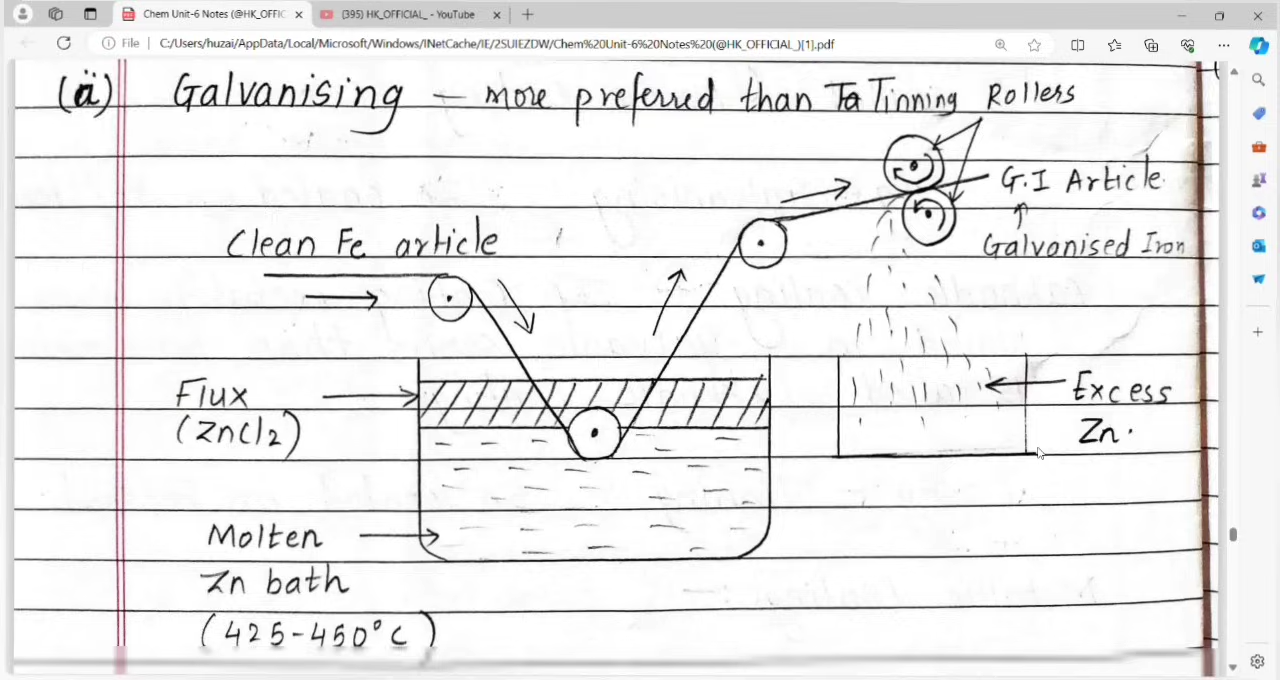 Chem Unit-6 Notes (@HK_OFFIC
(395) HK_OFFICIAL_ - YouTube
File
C:/Users/huzai/AppData/Local/Microsoft/Windows/INetCache/IE/2SUIEZDW/Chem%20Unit-6%20Notes%20(@HK_OFFICIAL_)[1].pdf
(ii) Galvanising – more preferred than Ta Tinning
Rollers
G.I Article
Galvanised Iron
Clean Fe article
Flux
(ZnCl2)
Excess
Zn.
Molten
Zn bath
(425-450°C)